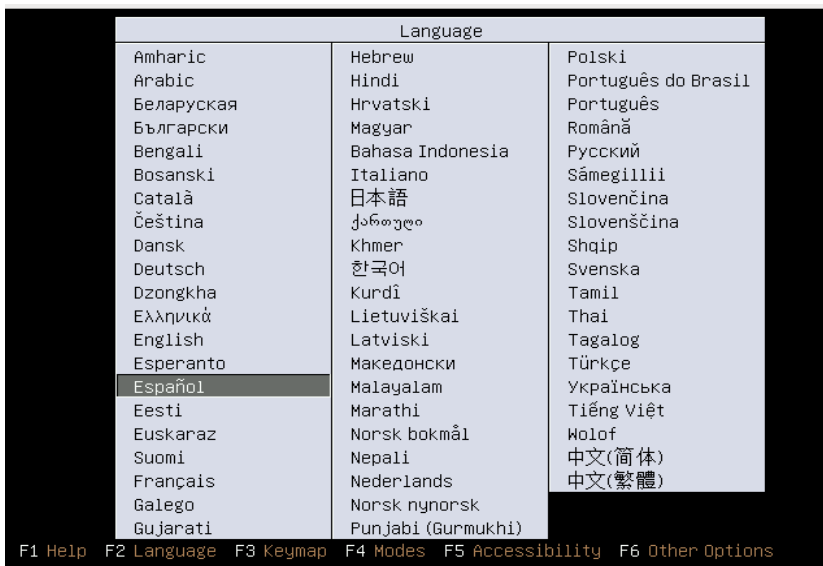 Language
Amharic
Arabic
Беларуская
Български
Bengali
Bosanski
Català
Čeština
Dansk
Deutsch
Dzongkha
Ελληνικά
English
Esperanto
Español
Eesti
Euskaraz
Suomi
Français
Galego
Gujarati
Hebrew
Hindi
Hrvatski
Magyar
Bahasa Indonesia
Italiano
日本語
ქართული
Khmer
한국어
Kurdî
Lietuviškai
Latviski
Македонски
Malayalam
Marathi
Norsk bokmål
Nepali
Nederlands
Norsk nynorsk
Punjabi (Gurmukhi)
Polski
Português do Brasil
Português
Română
Русский
Sámegillii
Slovenčina
Slovenščina
Shqip
Svenska
Tamil
Thai
Tagalog
Türkçe
Українська
Tiếng Việt
Wolof
中文(简体)
中文(繁體)
F1 Help F2 Language F3 Keymap F4 Modes F5 Accessibility F6 Other Options